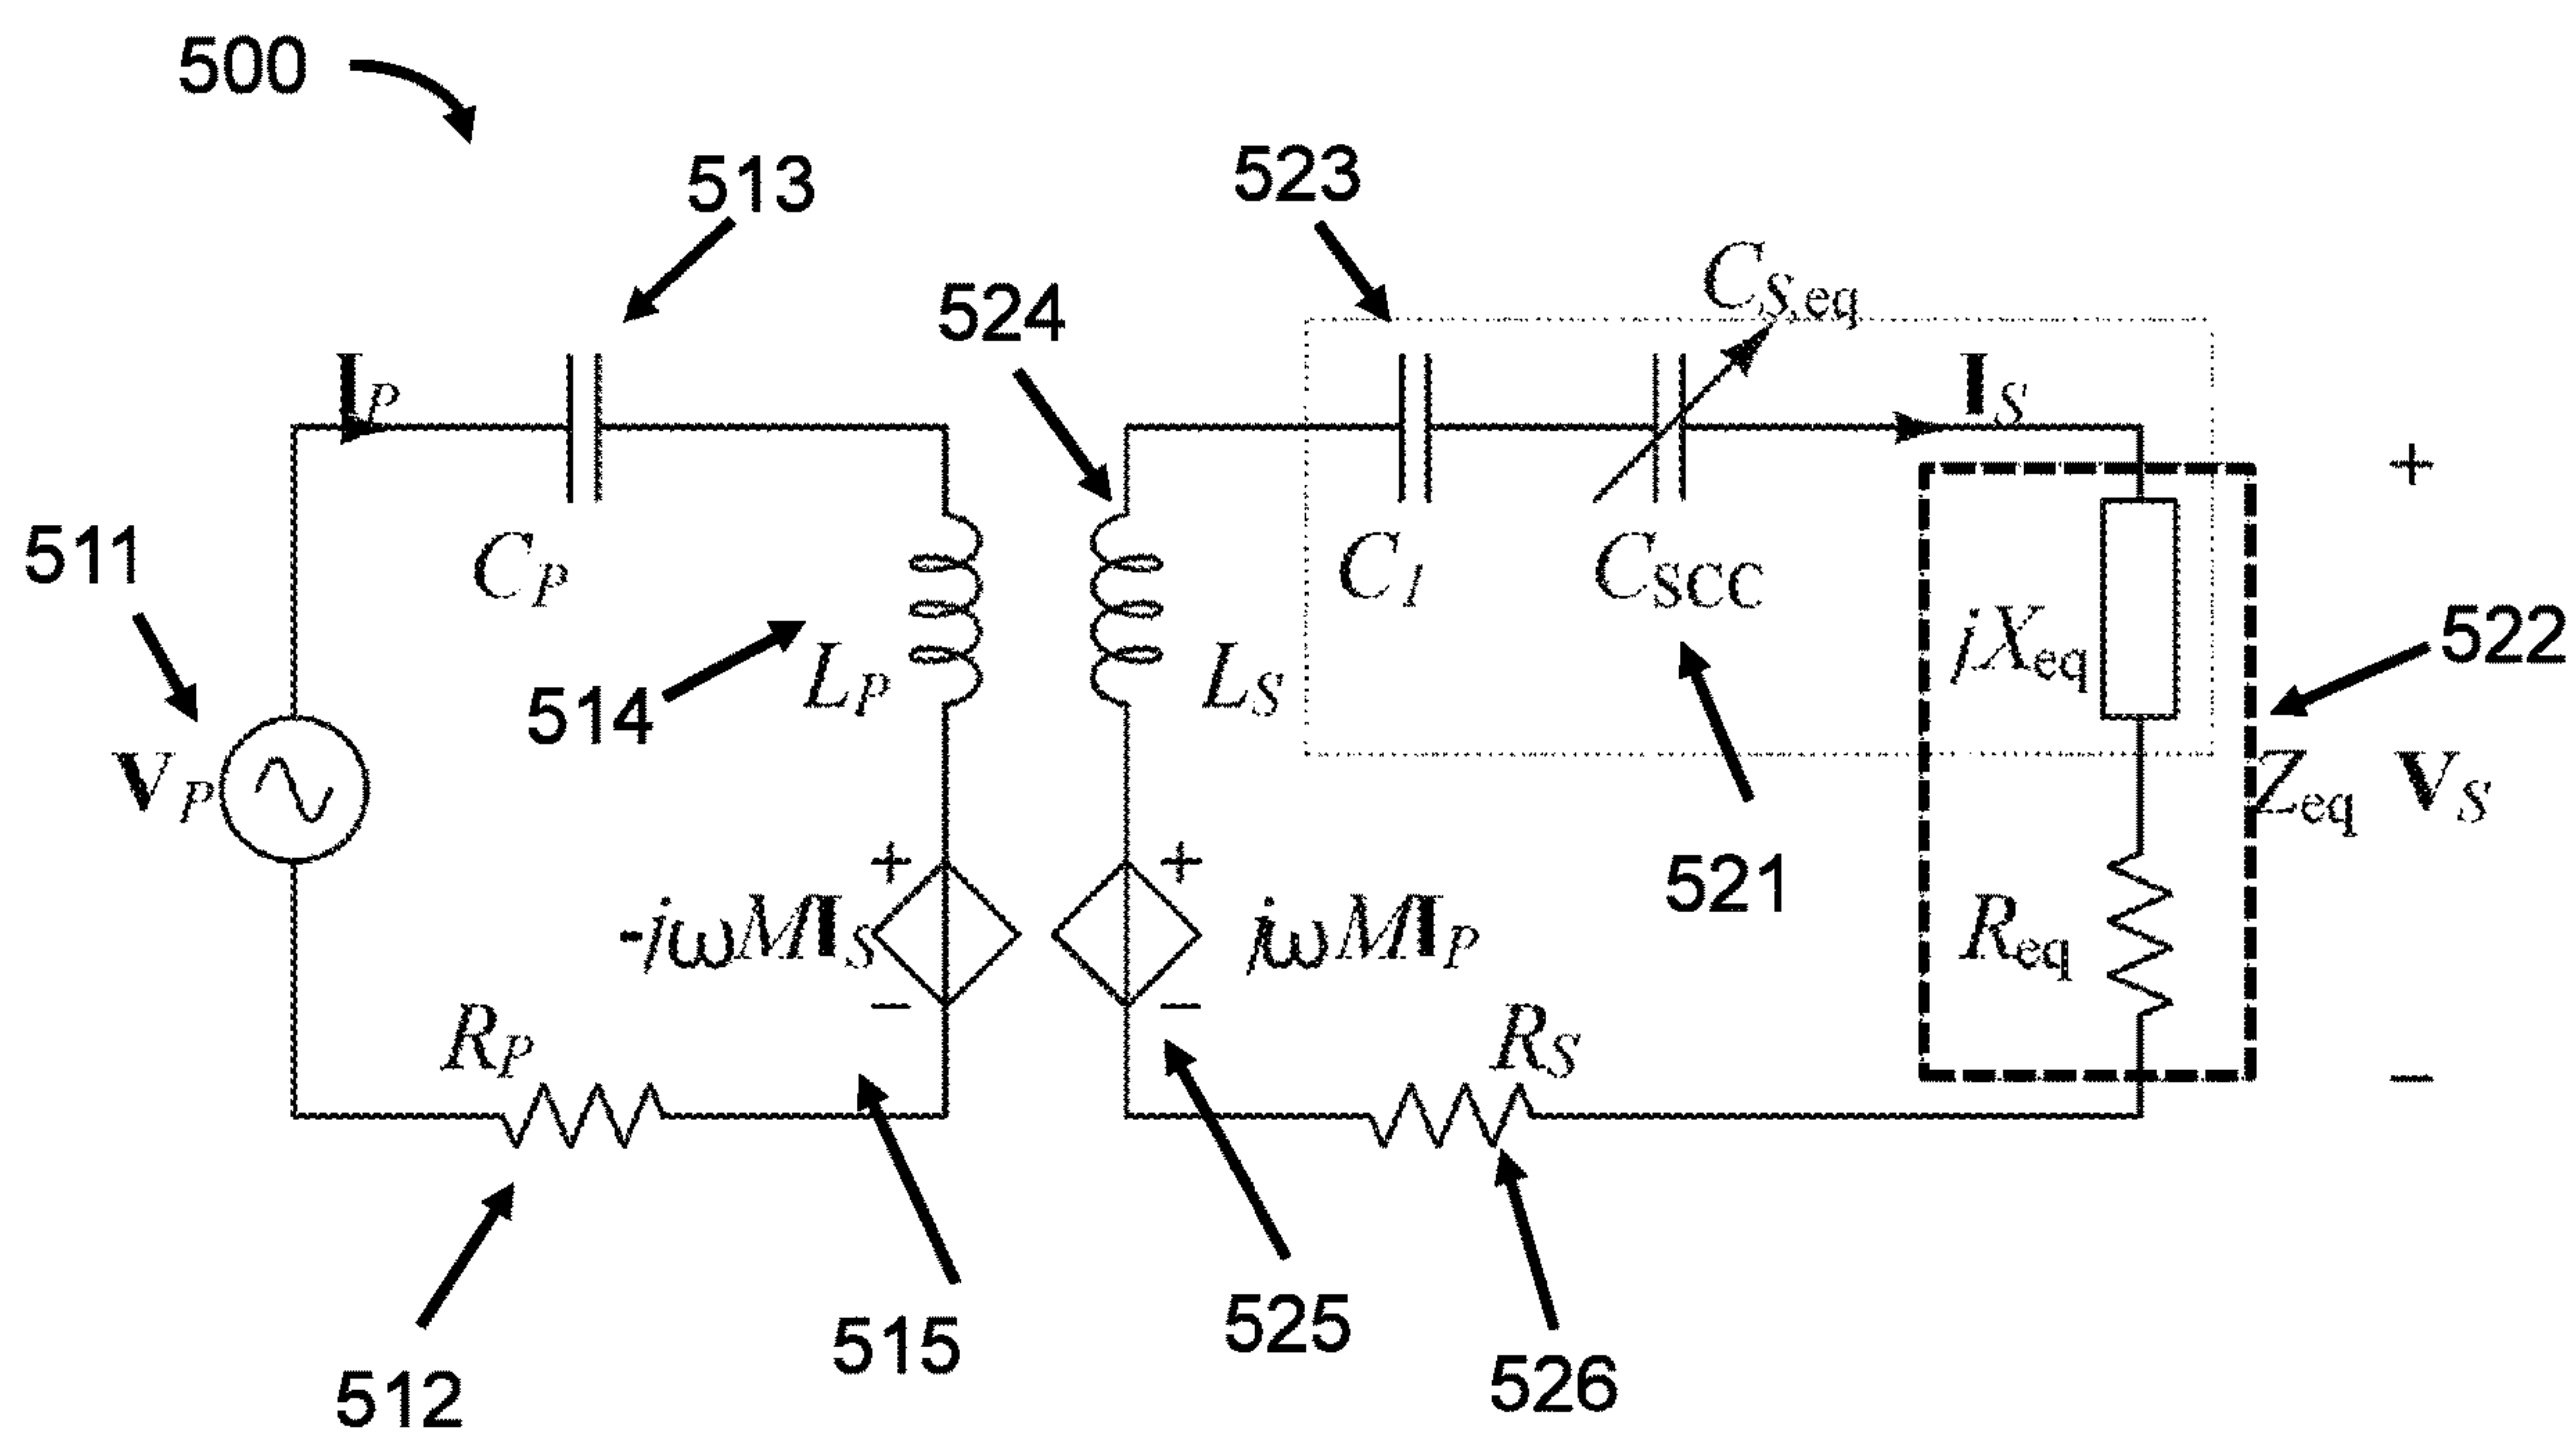 500
513
523
C_S,eq
524
I_P
I_S
+
511
C_P
C_1
C_SCC
jX_eq
522
514
L_P
L_S
V_P
Z_eq
V_S
+
+
521
-jωMI_S
jωMI_P
R_eq
−
−
R_P
R_S
−
512
515
525
526